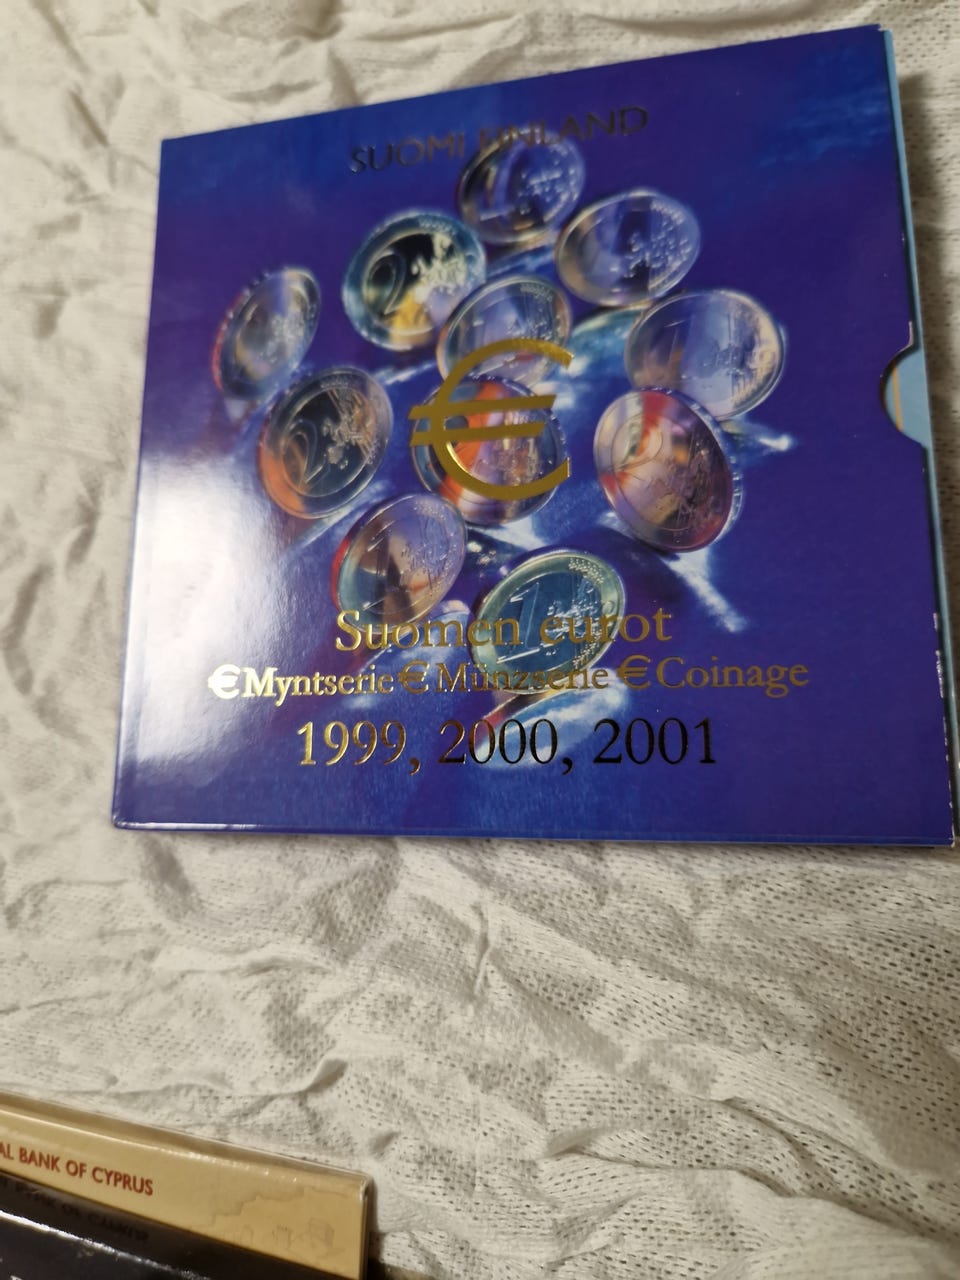 SUOMI FINLAND
€
Suomen eurot
€Myntserie €Münzserie €Coinage
1999, 2000, 2001
AL BANK OF CYPRUS